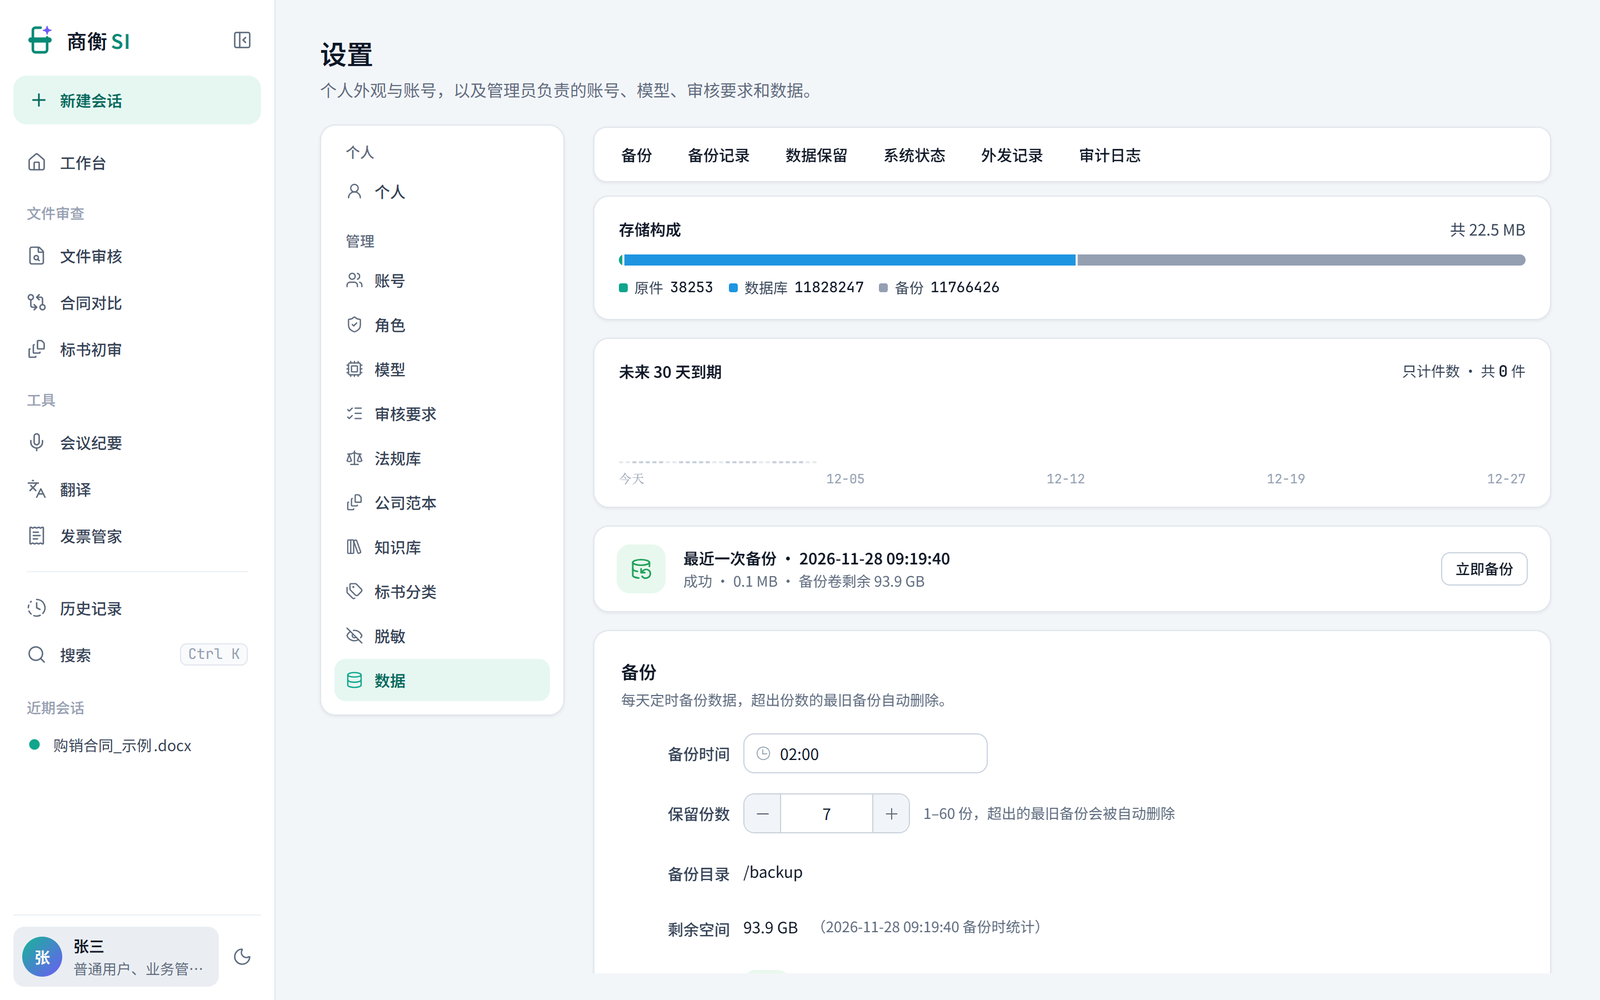 商衡 SI
新建会话
工作台
文件审查
文件审核
合同对比
标书初审
工具
会议纪要
翻译
发票管家
历史记录
搜索 Ctrl K
近期会话
购销合同_示例.docx
张
张三
普通用户、业务管…
设置
个人外观与账号，以及管理员负责的账号、模型、审核要求和数据。
个人
个人
管理
账号
角色
模型
审核要求
法规库
公司范本
知识库
标书分类
脱敏
数据
备份 备份记录 数据保留 系统状态 外发记录 审计日志
存储构成 共 22.5 MB
原件 38253 数据库 11828247 备份 11766426
未来 30 天到期 只计件数 · 共 0 件
今天 12-05 12-12 12-19 12-27
最近一次备份 · 2026-11-28 09:19:40
成功 · 0.1 MB · 备份卷剩余 93.9 GB
立即备份
备份
每天定时备份数据，超出份数的最旧备份自动删除。
备份时间 02:00
保留份数 7 1–60 份，超出的最旧备份会被自动删除
备份目录 /backup
剩余空间 93.9 GB （2026-11-28 09:19:40 备份时统计）